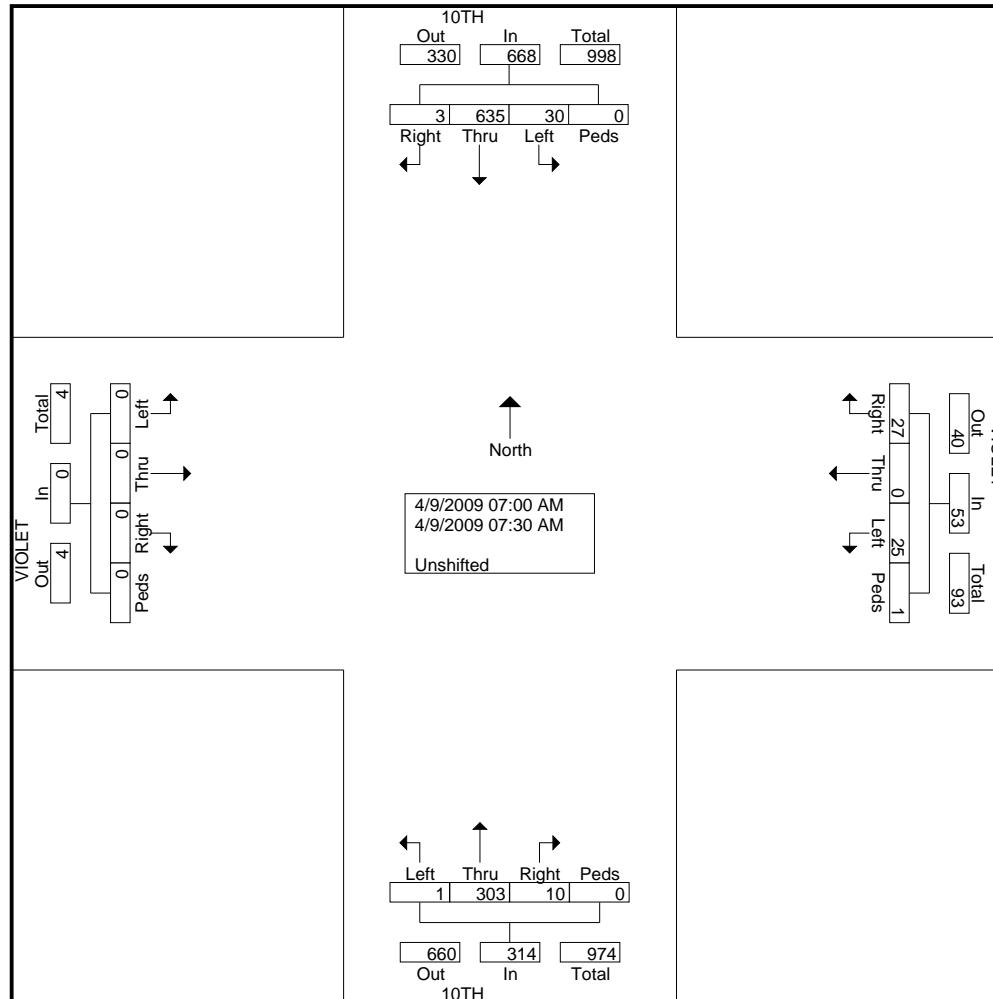 10TH
Out In Total
330 668 998
3 635 30 0
Right Thru Left Peds
Total In Out
4 0 4
VIOLET
0 0 0 0
Left Thru Right Peds
North
4/9/2009 07:00 AM
4/9/2009 07:30 AM
Unshifted
Right Thru Left Peds
27 0 25 1
Out In Total
40 53 93
Left Thru Right Peds
1 303 10 0
660 314 974
Out In Total
10TH